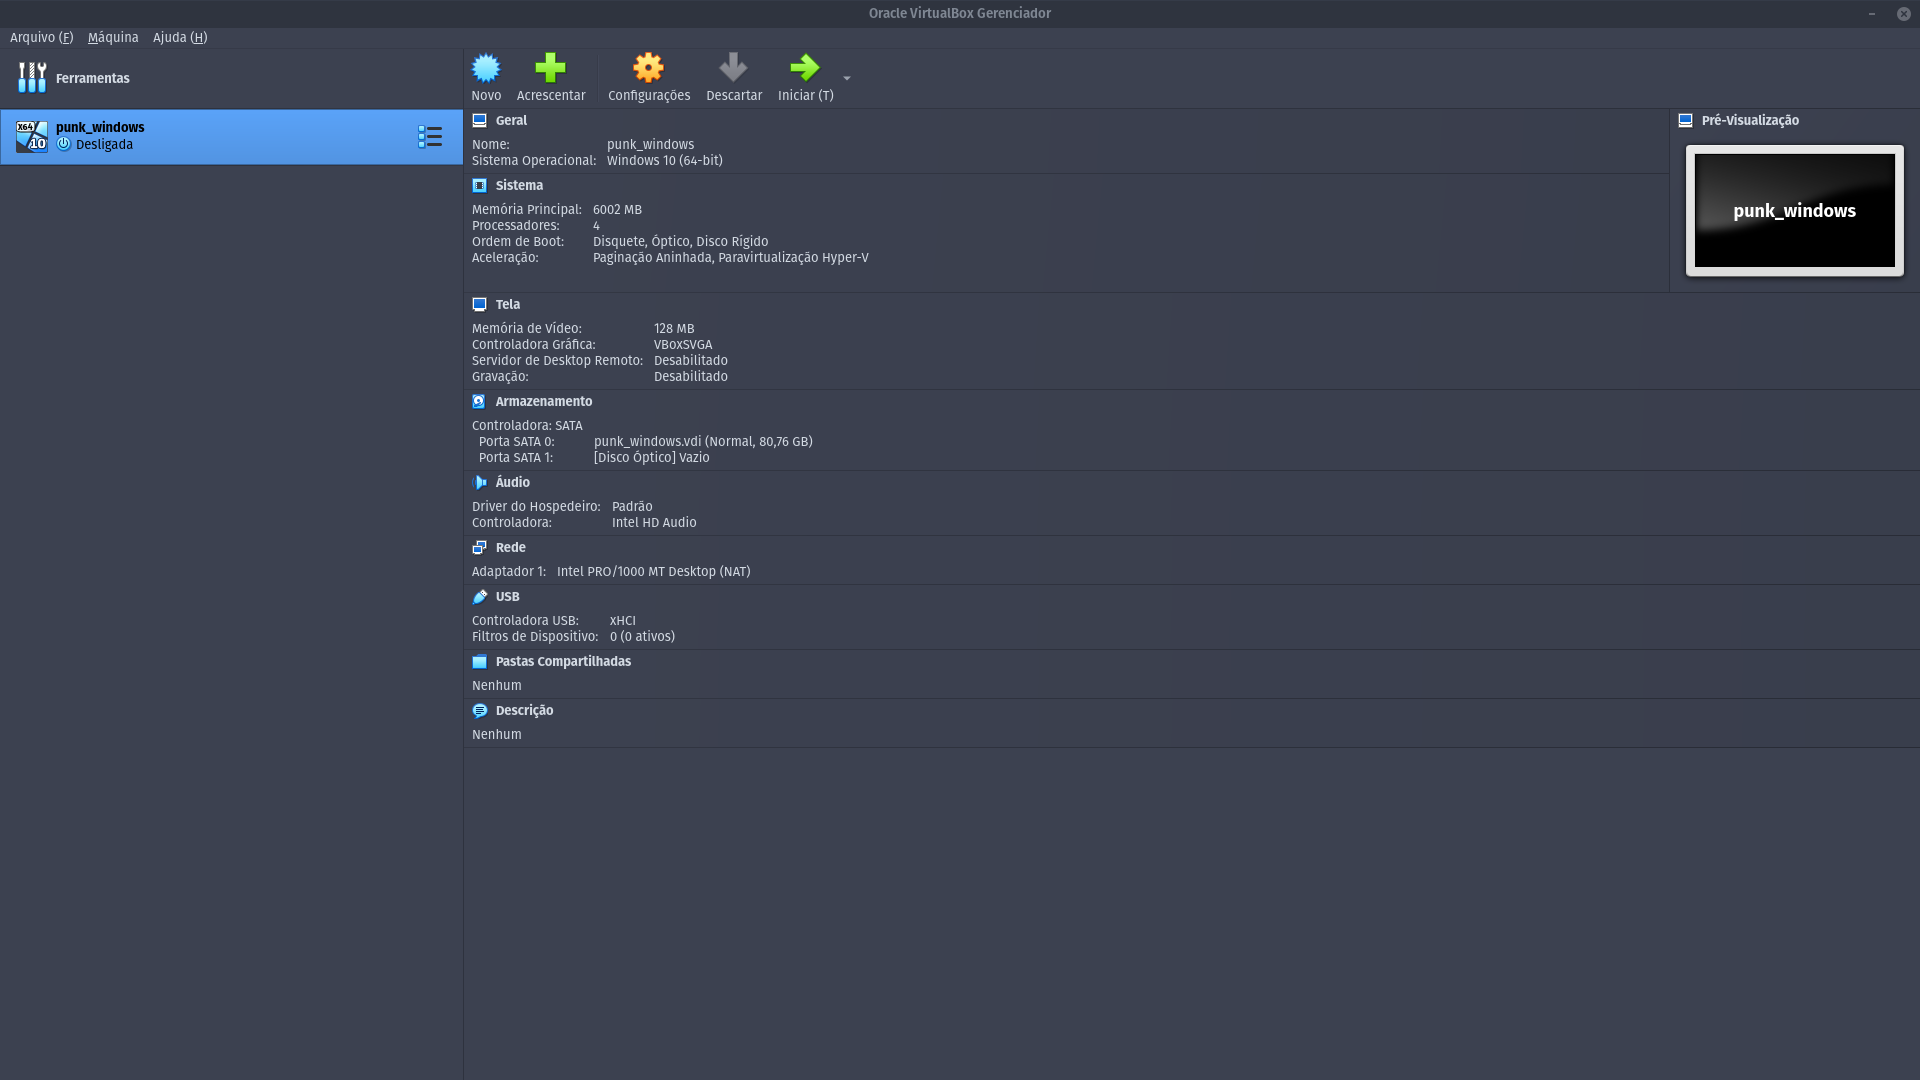 Oracle VirtualBox Gerenciador
Arquivo (F) Máquina Ajuda (H)
Ferramentas
punk_windows
Desligada
X64
10
Novo Acrescentar Configurações Descartar Iniciar (T)
Geral
Nome: punk_windows
Sistema Operacional: Windows 10 (64-bit)
Sistema
Memória Principal: 6002 MB
Processadores: 4
Ordem de Boot: Disquete, Óptico, Disco Rígido
Aceleração: Paginação Aninhada, Paravirtualização Hyper-V
Pré-Visualização
punk_windows
Tela
Memória de Vídeo: 128 MB
Controladora Gráfica: VBoxSVGA
Servidor de Desktop Remoto: Desabilitado
Gravação: Desabilitado
Armazenamento
Controladora: SATA
Porta SATA 0: punk_windows.vdi (Normal, 80,76 GB)
Porta SATA 1: [Disco Óptico] Vazio
Áudio
Driver do Hospedeiro: Padrão
Controladora: Intel HD Audio
Rede
Adaptador 1: Intel PRO/1000 MT Desktop (NAT)
USB
Controladora USB: xHCI
Filtros de Dispositivo: 0 (0 ativos)
Pastas Compartilhadas
Nenhum
Descrição
Nenhum